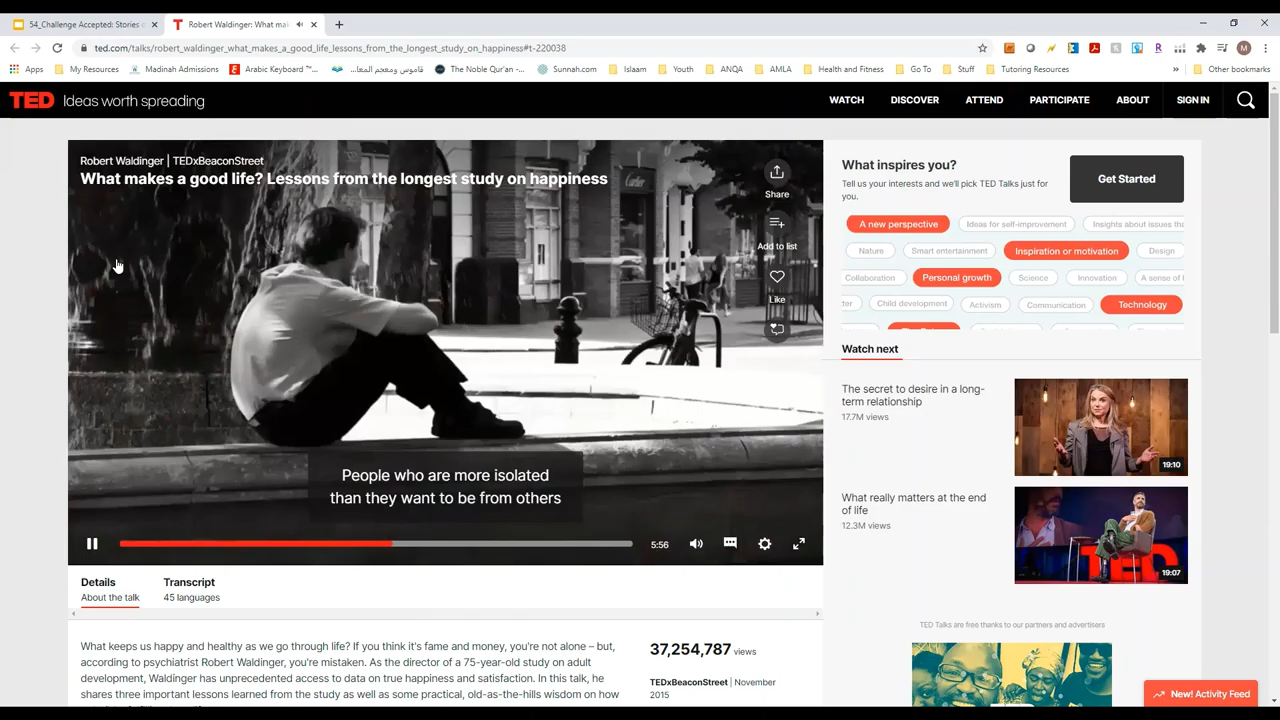 54_Challenge Accepted: Stories o
Robert Waldinger: What mak
ted.com/talks/robert_waldinger_what_makes_a_good_life_lessons_from_the_longest_study_on_happiness#t-220038
Apps
My Resources
Madinah Admissions
Arabic Keyboard ™...
قاموس ومعجم المعا...
The Noble Qur'an -...
Sunnah.com
Islaam
Youth
ANQA
AMLA
Health and Fitness
Go To
Stuff
Tutoring Resources
»
Other bookmarks
TED Ideas worth spreading
WATCH DISCOVER ATTEND PARTICIPATE ABOUT SIGN IN
Robert Waldinger | TEDxBeaconStreet
What makes a good life? Lessons from the longest study on happiness
Share
Add to list
Like
People who are more isolated
than they want to be from others
5:56
Details
About the talk
Transcript
45 languages
What keeps us happy and healthy as we go through life? If you think it's fame and money, you're not alone – but,
according to psychiatrist Robert Waldinger, you're mistaken. As the director of a 75-year-old study on adult
development, Waldinger has unprecedented access to data on true happiness and satisfaction. In this talk, he
shares three important lessons learned from the study as well as some practical, old-as-the-hills wisdom on how
37,254,787 views
TEDxBeaconStreet | November
2015
What inspires you?
Tell us your interests and we'll pick TED Talks just for
you.
Get Started
A new perspective
Ideas for self-improvement
Insights about issues tha
Nature
Smart entertainment
Inspiration or motivation
Design
Collaboration
Personal growth
Science
Innovation
A sense of
ter
Child development
Activism
Communication
Technology
Watch next
The secret to desire in a long-
term relationship
17.7M views
19:10
What really matters at the end
of life
12.3M views
TED
19:07
TED Talks are free thanks to our partners and advertisers
New! Activity Feed